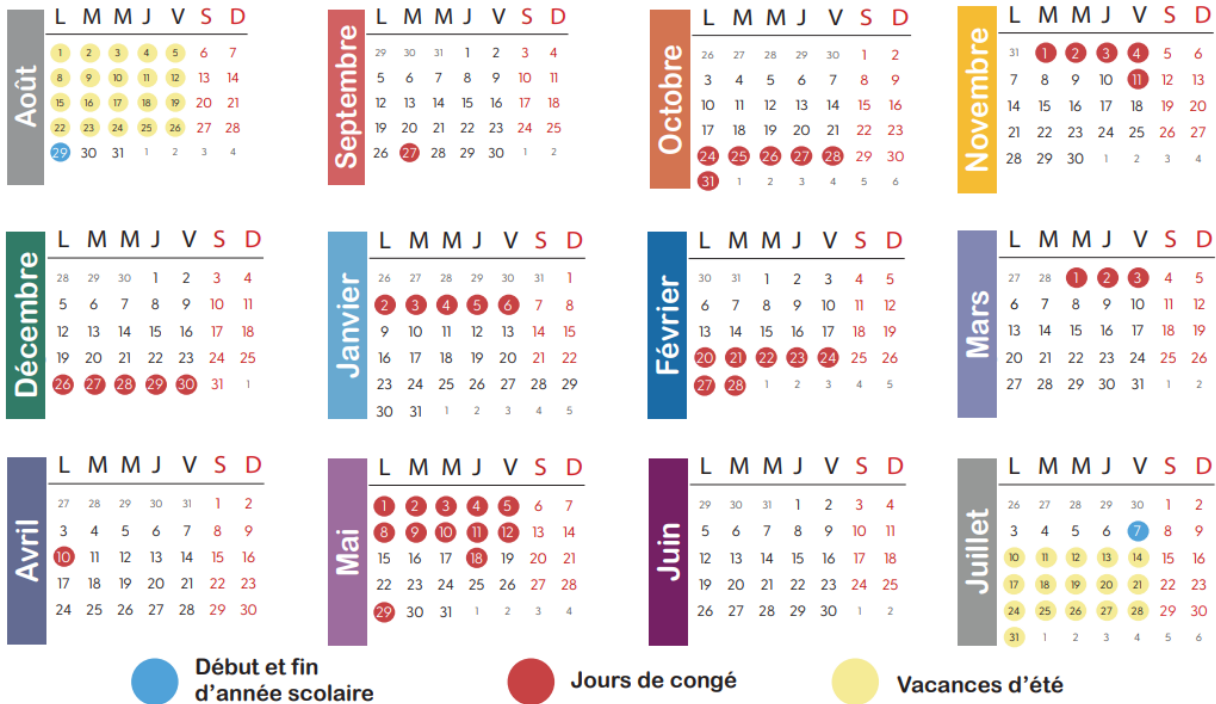 Août
L M M J V S D
1 2 3 4 5 6 7
8 9 10 11 12 13 14
15 16 17 18 19 20 21
22 23 24 25 26 27 28
29 30 31 1 2 3 4
Septembre
L M M J V S D
29 30 31 1 2 3 4
5 6 7 8 9 10 11
12 13 14 15 16 17 18
19 20 21 22 23 24 25
26 27 28 29 30 1 2
Octobre
L M M J V S D
26 27 28 29 30 1 2
3 4 5 6 7 8 9
10 11 12 13 14 15 16
17 18 19 20 21 22 23
24 25 26 27 28 29 30
31 1 2 3 4 5 6
Novembre
L M M J V S D
31 1 2 3 4 5 6
7 8 9 10 11 12 13
14 15 16 17 18 19 20
21 22 23 24 25 26 27
28 29 30 1 2 3 4
Décembre
L M M J V S D
28 29 30 1 2 3 4
5 6 7 8 9 10 11
12 13 14 15 16 17 18
19 20 21 22 23 24 25
26 27 28 29 30 31 1
Janvier
L M M J V S D
26 27 28 29 30 31 1
2 3 4 5 6 7 8
9 10 11 12 13 14 15
16 17 18 19 20 21 22
23 24 25 26 27 28 29
30 31 1 2 3 4 5
Février
L M M J V S D
30 31 1 2 3 4 5
6 7 8 9 10 11 12
13 14 15 16 17 18 19
20 21 22 23 24 25 26
27 28 1 2 3 4 5
Mars
L M M J V S D
27 28 1 2 3 4 5
6 7 8 9 10 11 12
13 14 15 16 17 18 19
20 21 22 23 24 25 26
27 28 29 30 31 1 2
Avril
L M M J V S D
27 28 29 30 31 1 2
3 4 5 6 7 8 9
10 11 12 13 14 15 16
17 18 19 20 21 22 23
24 25 26 27 28 29 30
Mai
L M M J V S D
1 2 3 4 5 6 7
8 9 10 11 12 13 14
15 16 17 18 19 20 21
22 23 24 25 26 27 28
29 30 31 1 2 3 4
Juin
L M M J V S D
29 30 31 1 2 3 4
5 6 7 8 9 10 11
12 13 14 15 16 17 18
19 20 21 22 23 24 25
26 27 28 29 30 1 2
Juillet
L M M J V S D
26 27 28 29 30 1 2
3 4 5 6 7 8 9
10 11 12 13 14 15 16
17 18 19 20 21 22 23
24 25 26 27 28 29 30
31 1 2 3 4 5 6
Début et fin
d'année scolaire
Jours de congé
Vacances d'été